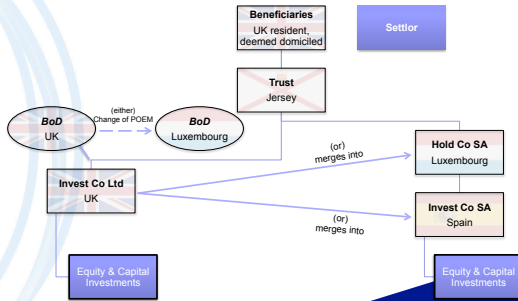 Beneficiaries
UK resident,
deemed domiciled
Settlor
Trust
Jersey
BoD
UK
(either)
Change of POEM
BoD
Luxembourg
(or)
merges into
Hold Co SA
Luxembourg
Invest Co Ltd
UK
(or)
merges into
Invest Co SA
Spain
Equity & Capital
Investments
Equity & Capital
Investments